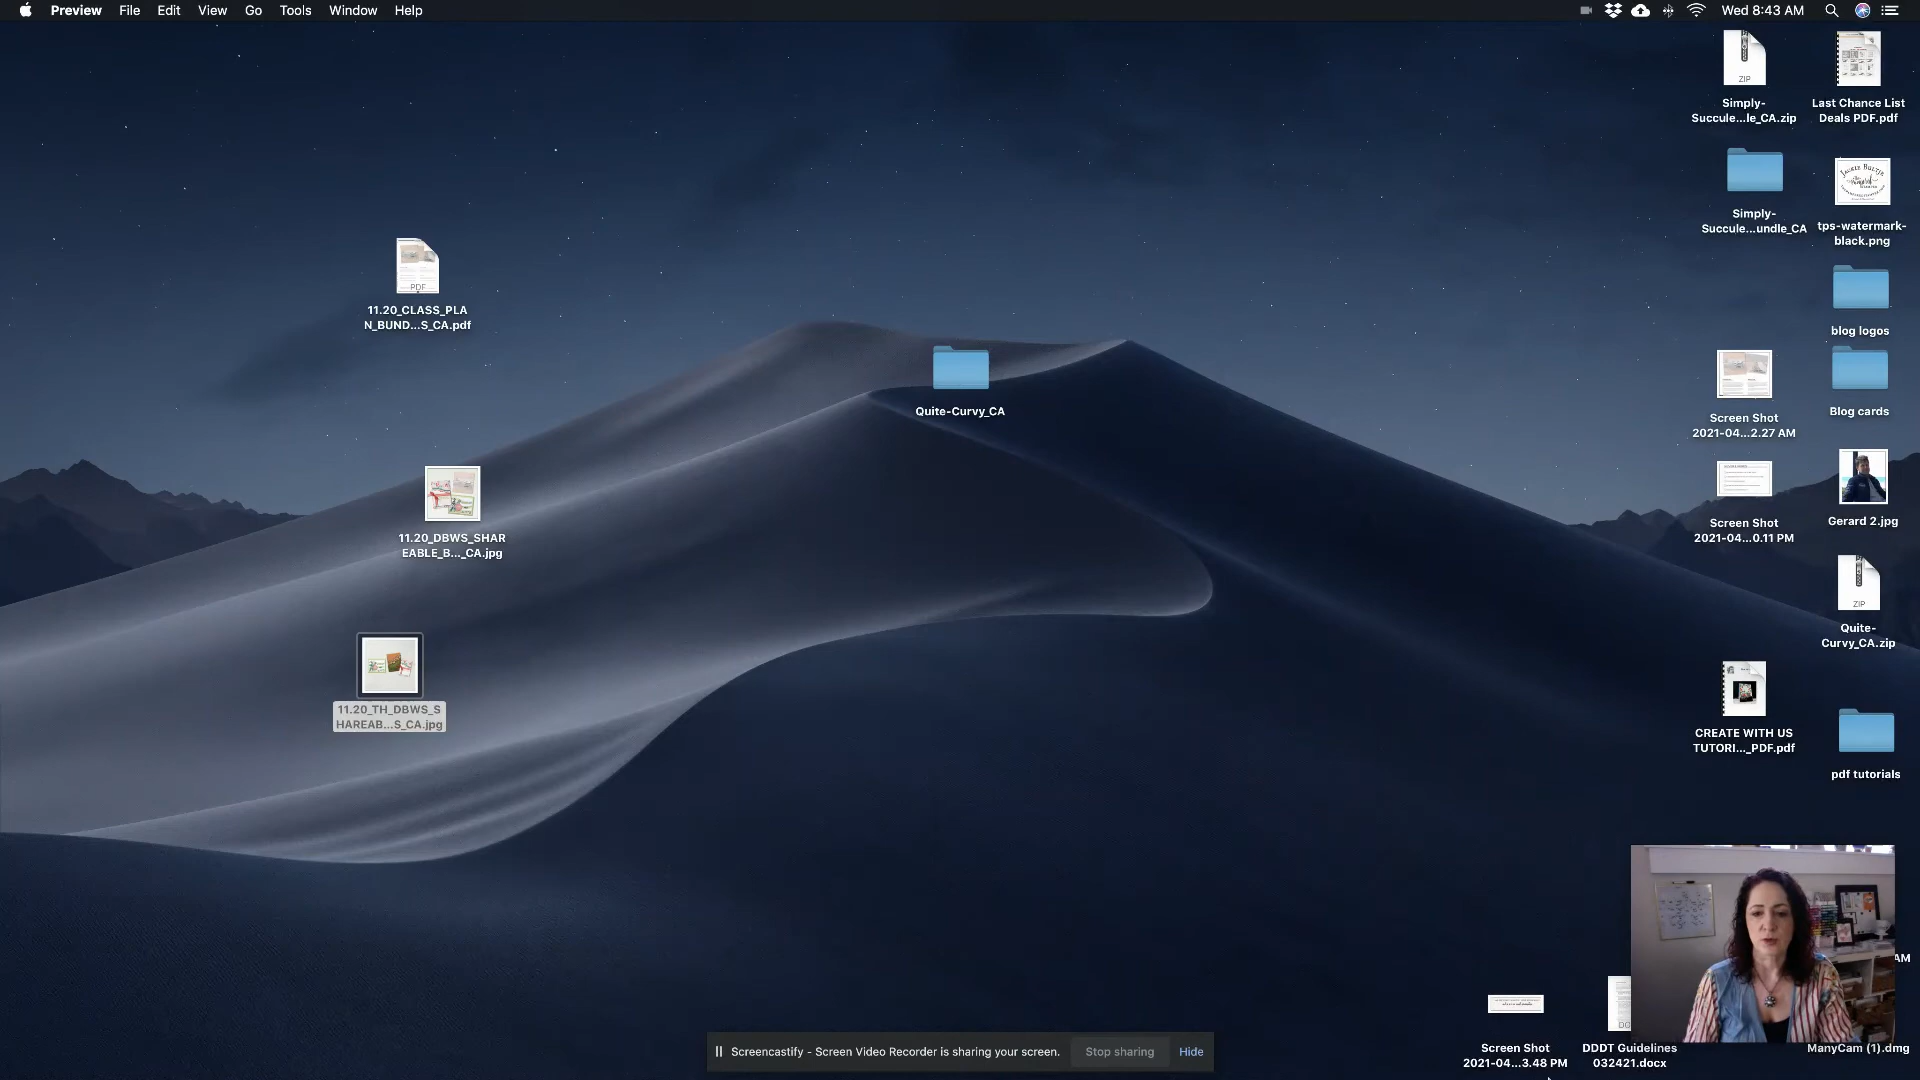 Preview File Edit View Go Tools Window Help
Wed 8:43 AM
ZIP
Simply-
Succule...le_CA.zip
Last Chance List
Deals PDF.pdf
Simply-
Succule...undle_CA
tps-watermark-
black.png
blog logos
PDF
11.20_CLASS_PLA
N_BUND...S_CA.pdf
Quite-Curvy_CA
Screen Shot
2021-04...2.27 AM
Blog cards
11.20_DBWS_SHAR
EABLE_B..._CA.jpg
Screen Shot
2021-04...0.11 PM
Gerard 2.jpg
ZIP
Quite-
Curvy_CA.zip
11.20_TH_DBWS_S
HAREAB...S_CA.jpg
CREATE WITH US
TUTORI..._PDF.pdf
pdf tutorials
AM
Screencastify - Screen Video Recorder is sharing your screen. Stop sharing Hide
Screen Shot
2021-04...3.48 PM
DDDT Guidelines
032421.docx
ManyCam (1).dmg